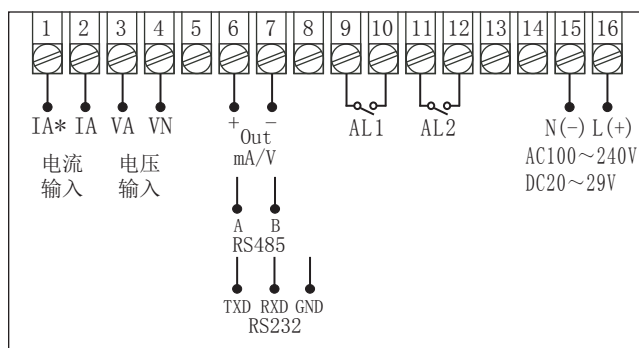 1 2 3 4 5 6 7 8 9 10 11 12 13 14 15 16
IA* IA VA VN + − AL1 AL2 N(−) L(+)
电流 电压 Out AC100～240V
输入 输入 mA/V DC20～29V
A B
RS485
TXD RXD GND
RS232